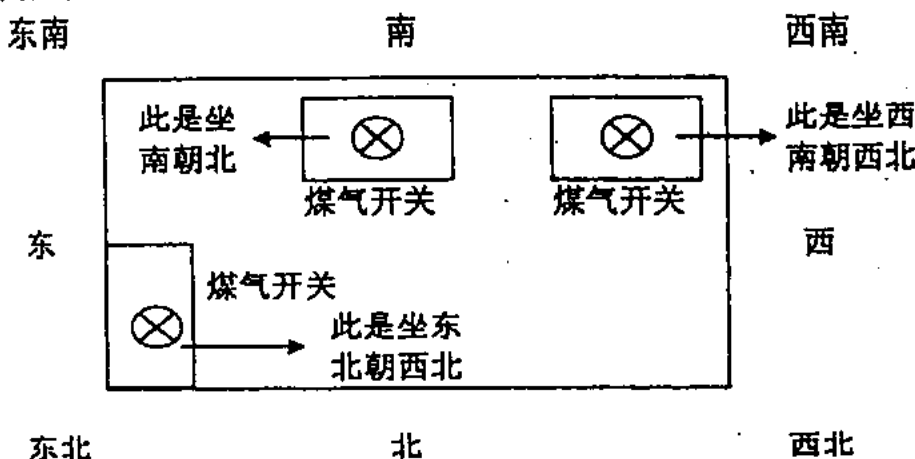 东南 南 西南
此是坐
南朝北
此是坐西
南朝西北
煤气开关 煤气开关
东 西
煤气开关
此是坐东
北朝西北
东北 北 西北